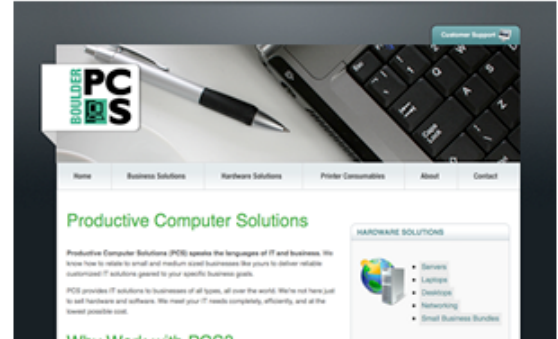 Customer Support
BOULDER
PC
S
Home Business Solutions Hardware Solutions Printer Consumables About Contact
Productive Computer Solutions
HARDWARE SOLUTIONS
Productive Computer Solutions (PCS) speaks the languages of IT and business. We
know how to relate to small and medium sized businesses like yours to deliver reliable
customized IT solutions geared to your specific business goals.
PCS provides IT solutions to businesses of all types, all over the world. We're not here just
to sell hardware and software. We meet your IT needs completely, efficiently, and at the
lowest possible cost.
Servers
Laptops
Desktops
Networking
Small Business Bundles
Why Work with PCS?